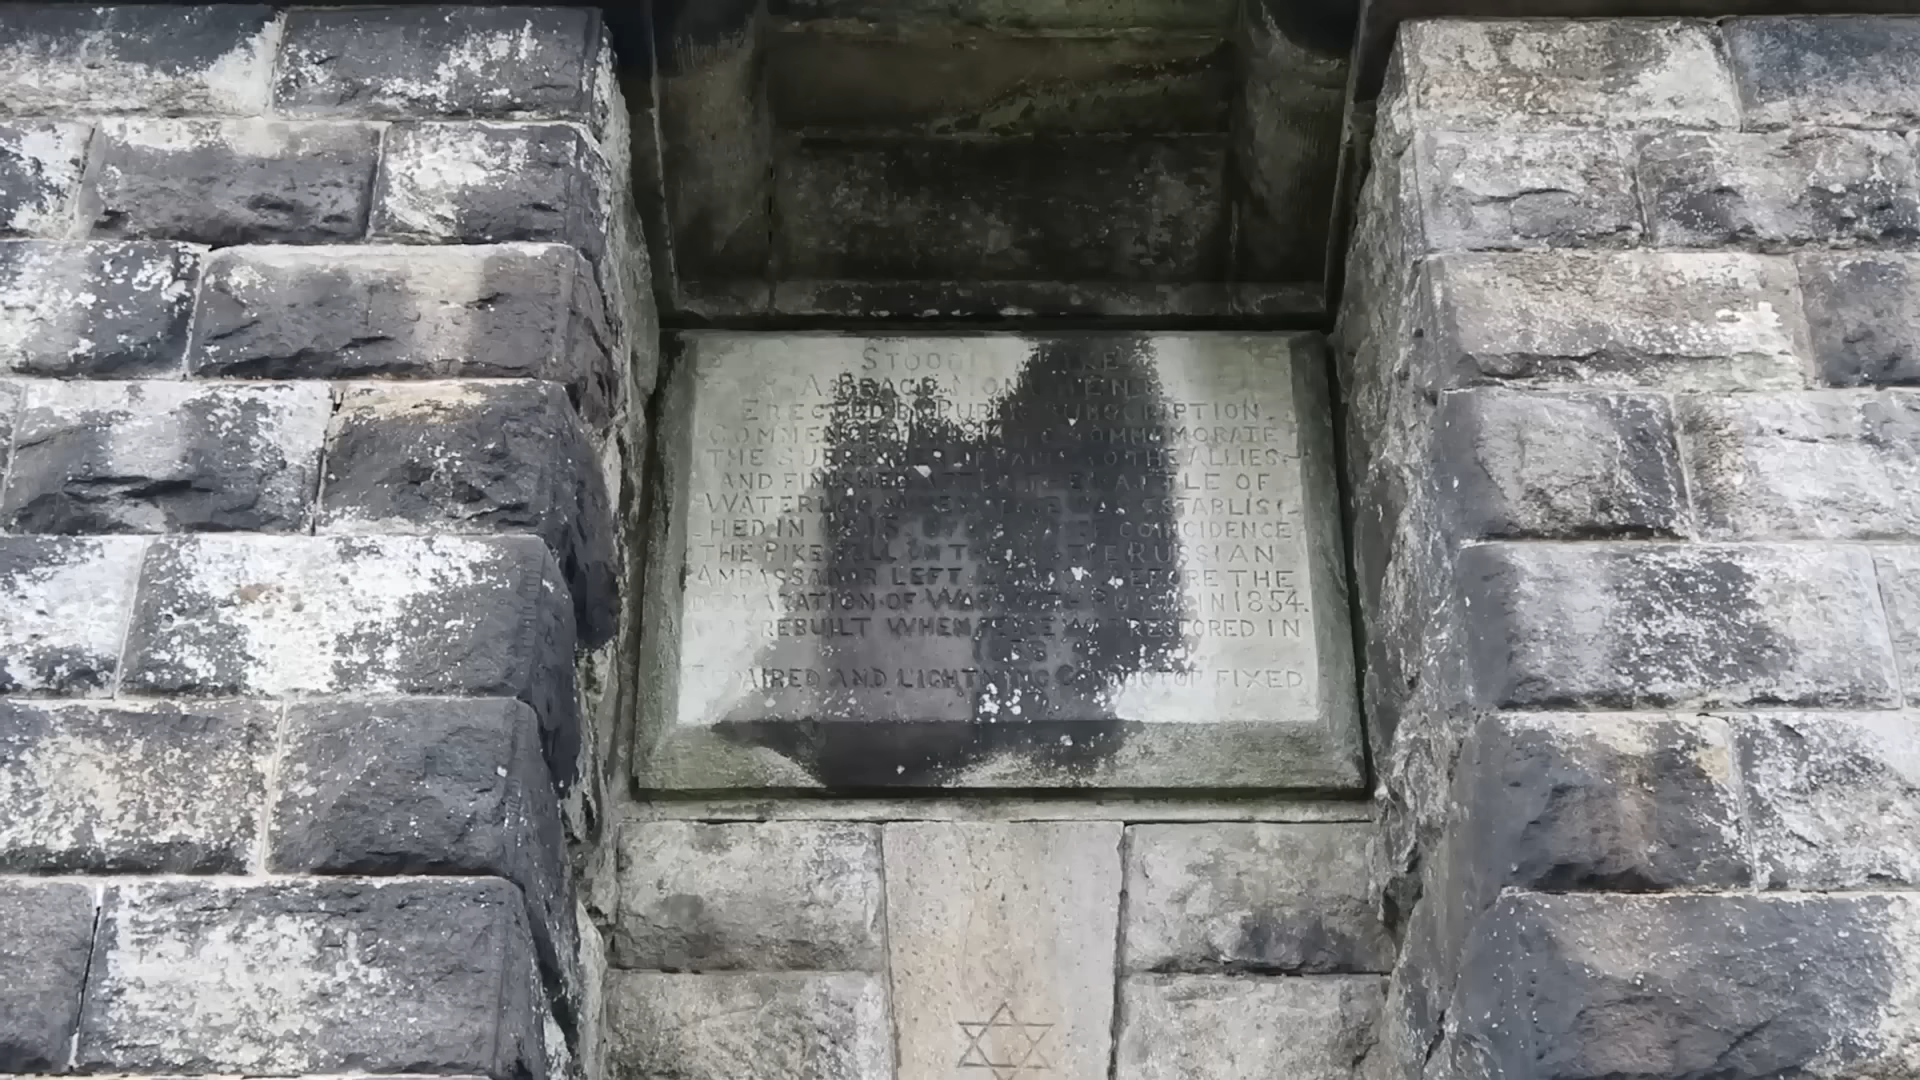 STOODLEY PIKE
A PEACE MONUMENT
ERECTED BY PUBLIC SUBSCRIPTION.
COMMENCED IN 1814 TO COMMEMORATE
THE SURRENDER OF PARIS TO THE ALLIES
AND FINISHED AFTER THE BATTLE OF
WATERLOO WHEN PEACE WAS ESTABLIS
HED IN 1815. BY A COINCIDENCE
THE PIKE FELL ON THE DAY THE RUSSIAN
AMBASSADOR LEFT LONDON BEFORE THE
DECLARATION OF WAR WITH RUSSIA IN 1854.
WAS REBUILT WHEN PEACE WAS RESTORED IN
1856
REPAIRED AND LIGHTNING CONDUCTOR FIXED